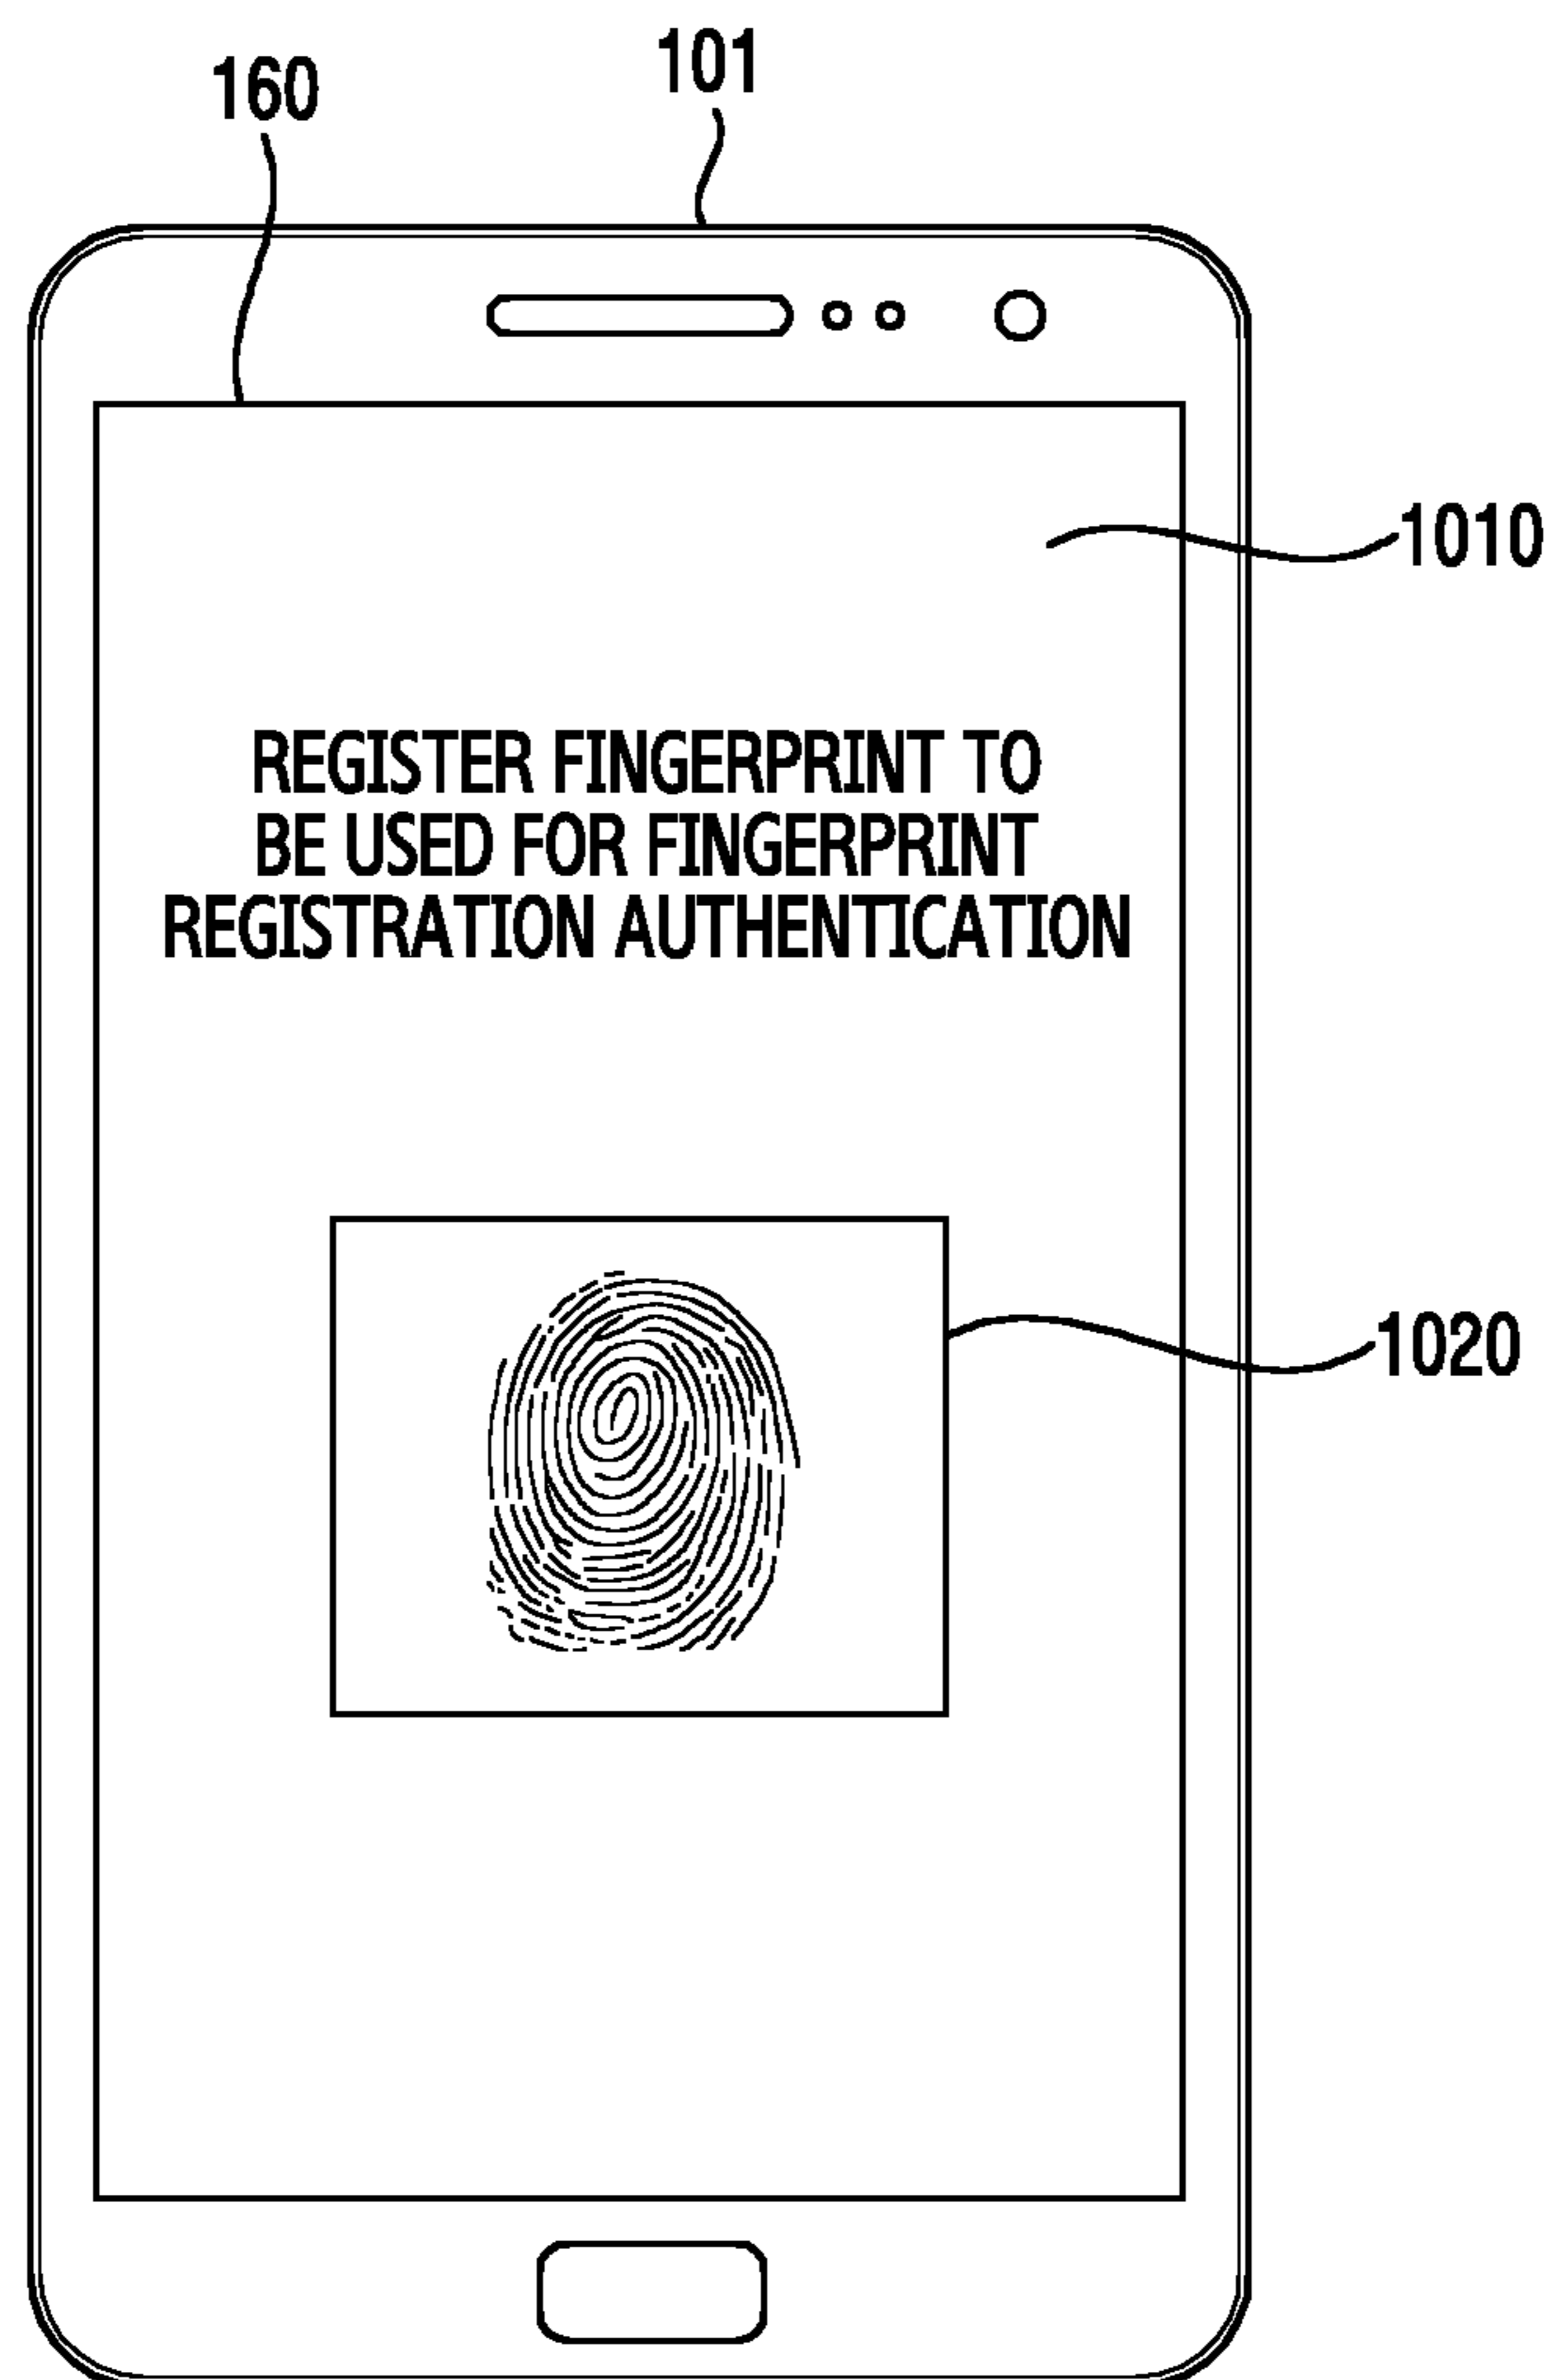 160
101
1010
REGISTER FINGERPRINT TO
BE USED FOR FINGERPRINT
REGISTRATION AUTHENTICATION
1020